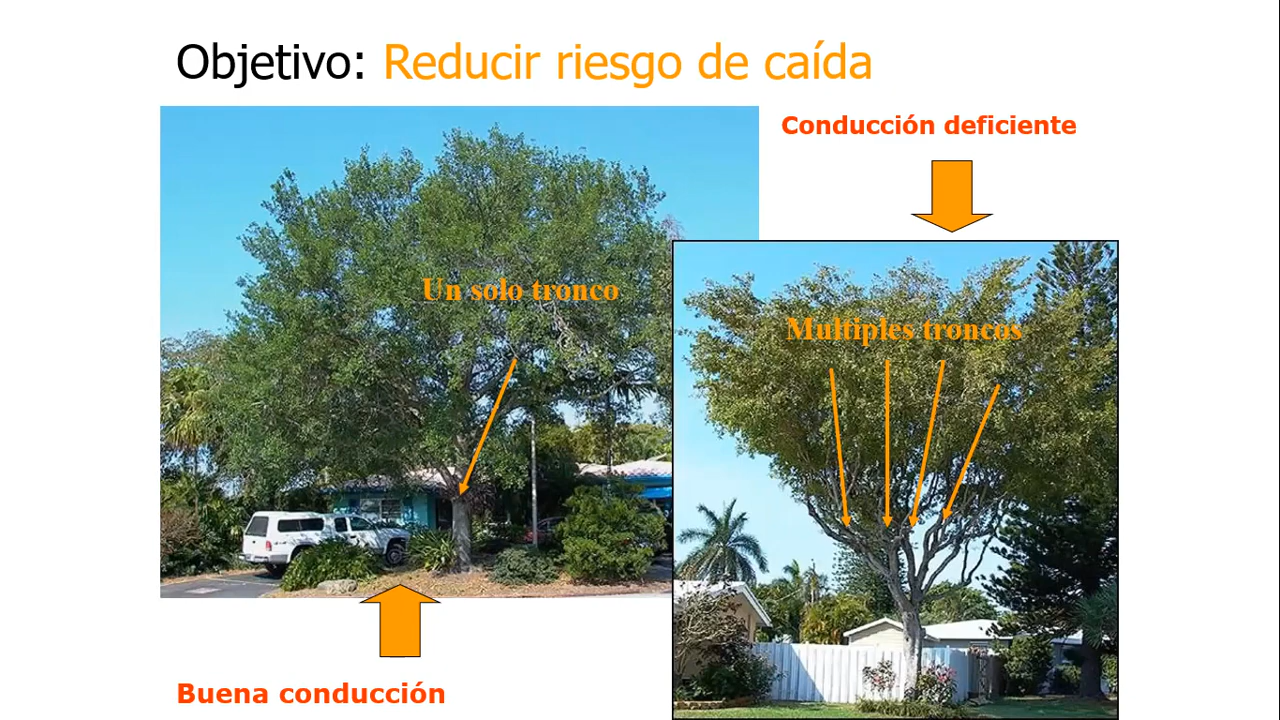 Objetivo: Reducir riesgo de caída
Conducción deficiente
Un solo tronco
Multiples troncos
Buena conducción